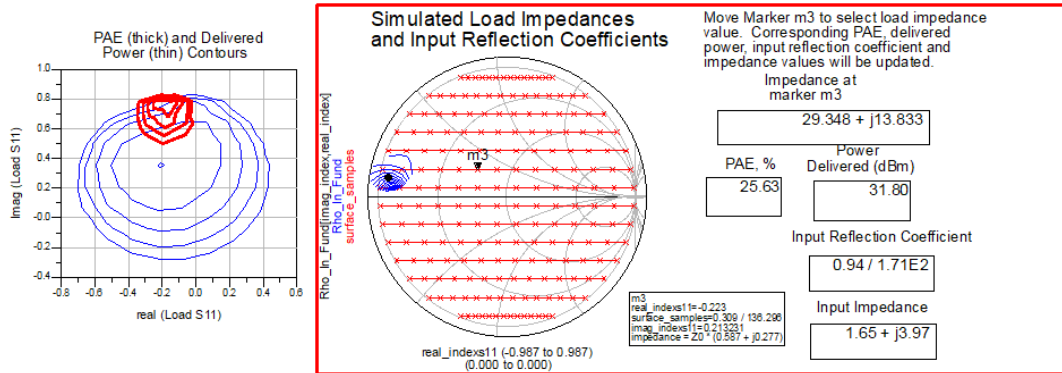 PAE (thick) and Delivered
Power (thin) Contours
Imag (Load S11)
1.0
0.8
0.6
0.4
0.2
-0.0
-0.2
-0.4
-0.8
-0.6
-0.4
-0.2
0.0
0.2
0.4
0.6
real (Load S11)
Simulated Load Impedances
and Input Reflection Coefficients
Rho_In_Fund[imag_index,real_index]
Rho_In_Fund
surface_samples
m3
real_indexs11 (-0.987 to 0.987)
(0.000 to 0.000)
m3
real_indexs11=-0.223
surface_samples=0.309 / 136.296
imag_indexs11=0.213231
impedance = Z0 * (0.587 + j0.277)
Move Marker m3 to select load impedance
value. Corresponding PAE, delivered
power, input reflection coefficient and
impedance values will be updated.
Impedance at
marker m3
29.348 + j13.833
PAE, %
25.63
Power
Delivered (dBm)
31.80
Input Reflection Coefficient
0.94 / 1.71E2
Input Impedance
1.65 + j3.97